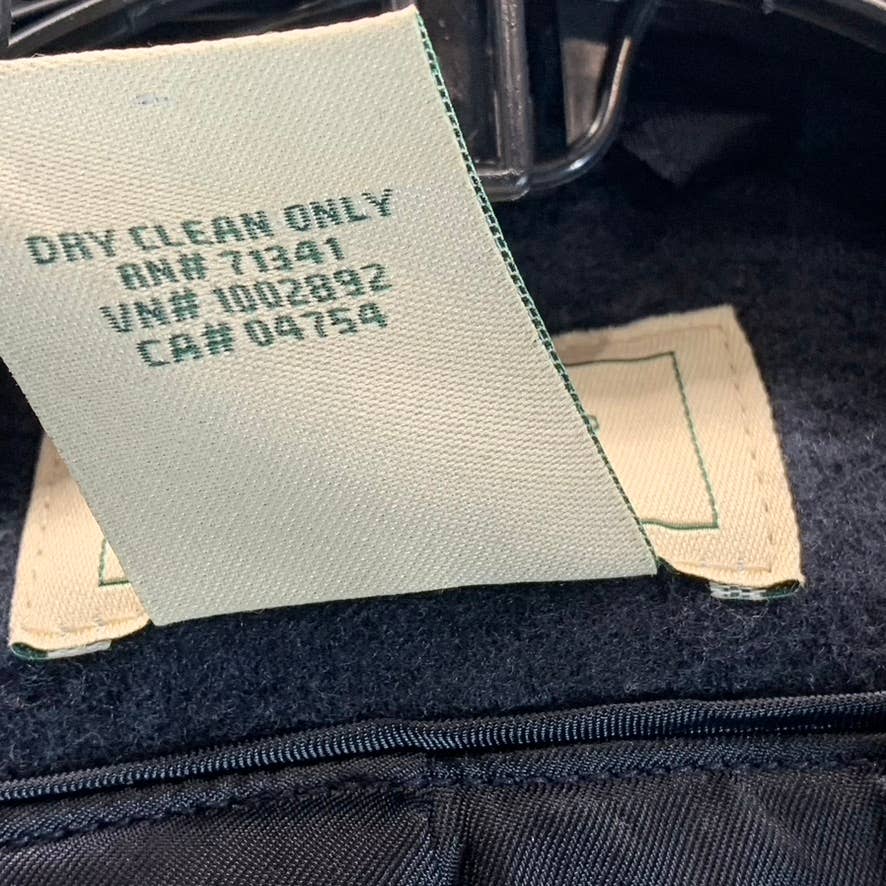 DRY CLEAN ONLY
RN# 71341
VN# 1002892
CA# 04754